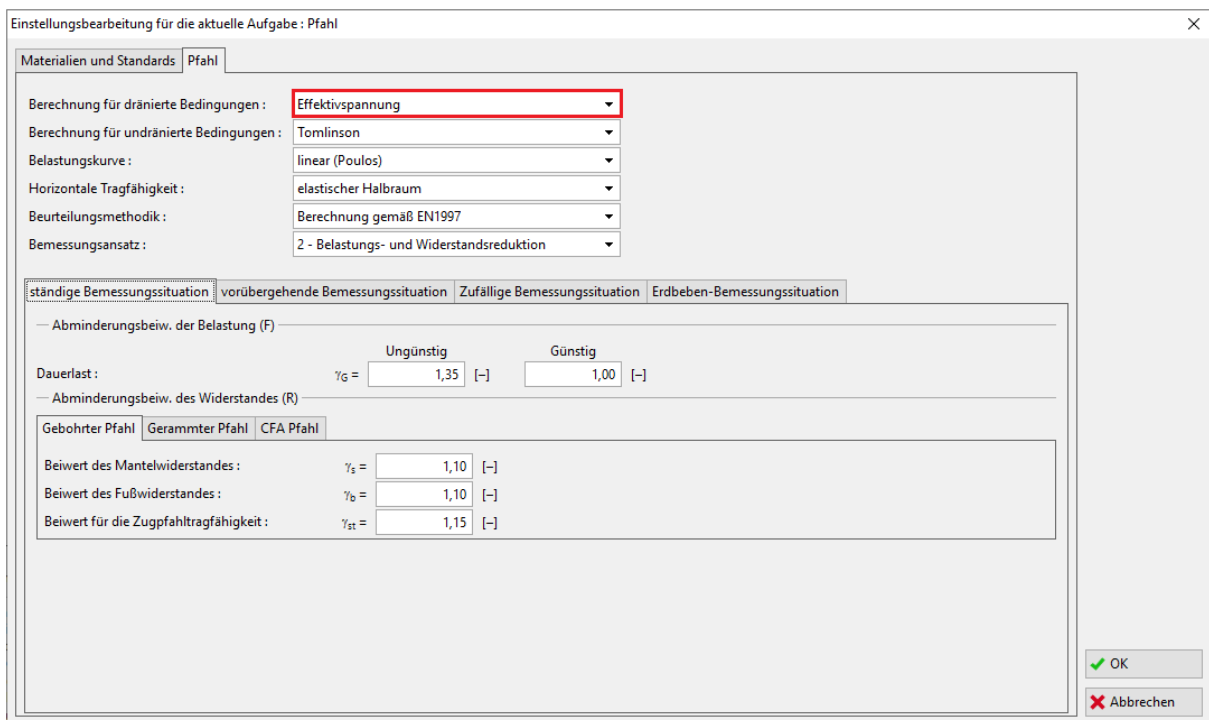 Einstellungsbearbeitung für die aktuelle Aufgabe : Pfahl
Materialien und Standards Pfahl
Berechnung für dränierte Bedingungen : Effektivspannung
Berechnung für undränierte Bedingungen : Tomlinson
Belastungskurve : linear (Poulos)
Horizontale Tragfähigkeit : elastischer Halbraum
Beurteilungsmethodik : Berechnung gemäß EN1997
Bemessungsansatz : 2 - Belastungs- und Widerstandsreduktion
ständige Bemessungssituation vorübergehende Bemessungssituation Zufällige Bemessungssituation Erdbeben-Bemessungssituation
Abminderungsbeiw. der Belastung (F)
Ungünstig Günstig
Dauerlast : γG = 1,35 [–] 1,00 [–]
Abminderungsbeiw. des Widerstandes (R)
Gebohrter Pfahl Gerammter Pfahl CFA Pfahl
Beiwert des Mantelwiderstandes : γs = 1,10 [–]
Beiwert des Fußwiderstandes : γb = 1,10 [–]
Beiwert für die Zugpfahltragfähigkeit : γst = 1,15 [–]
OK
Abbrechen